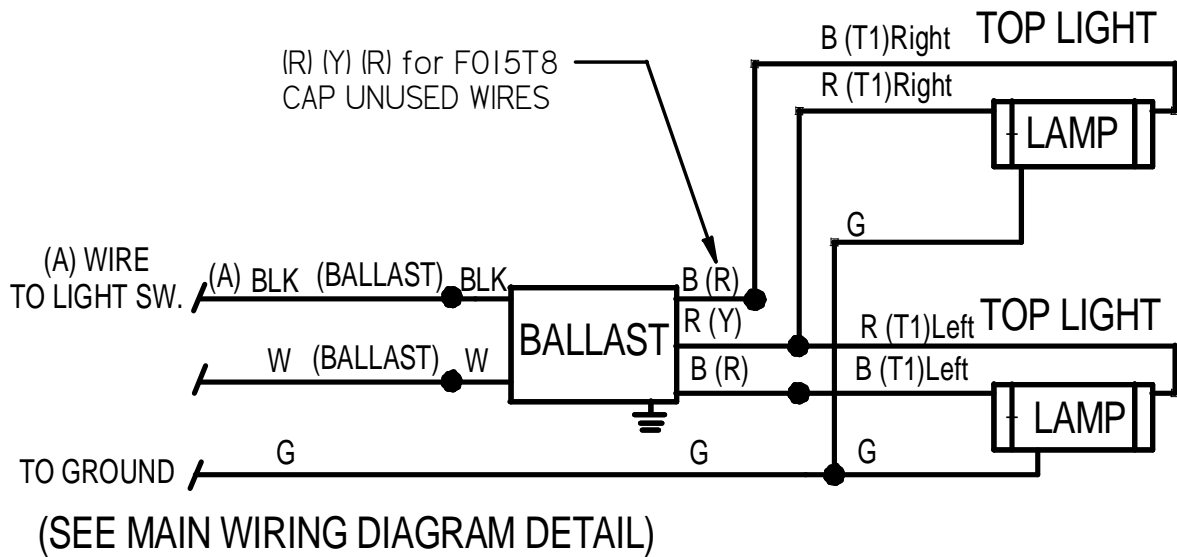 TOP LIGHT
B (T1)Right
(R) (Y) (R) for FO15T8
CAP UNUSED WIRES
R (T1)Right
LAMP
G
(A) WIRE
TO LIGHT SW.
(A) BLK (BALLAST) BLK
B (R)
R (Y)
BALLAST
R (T1)Left
TOP LIGHT
W (BALLAST) W
B (R)
B (T1)Left
LAMP
TO GROUND
G G G
(SEE MAIN WIRING DIAGRAM DETAIL)